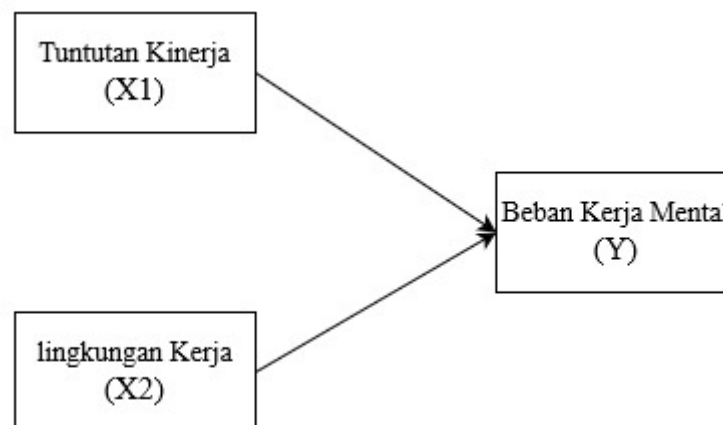 Tuntutan Kinerja
(X1)
Beban Kerja Mental
(Y)
lingkungan Kerja
(X2)